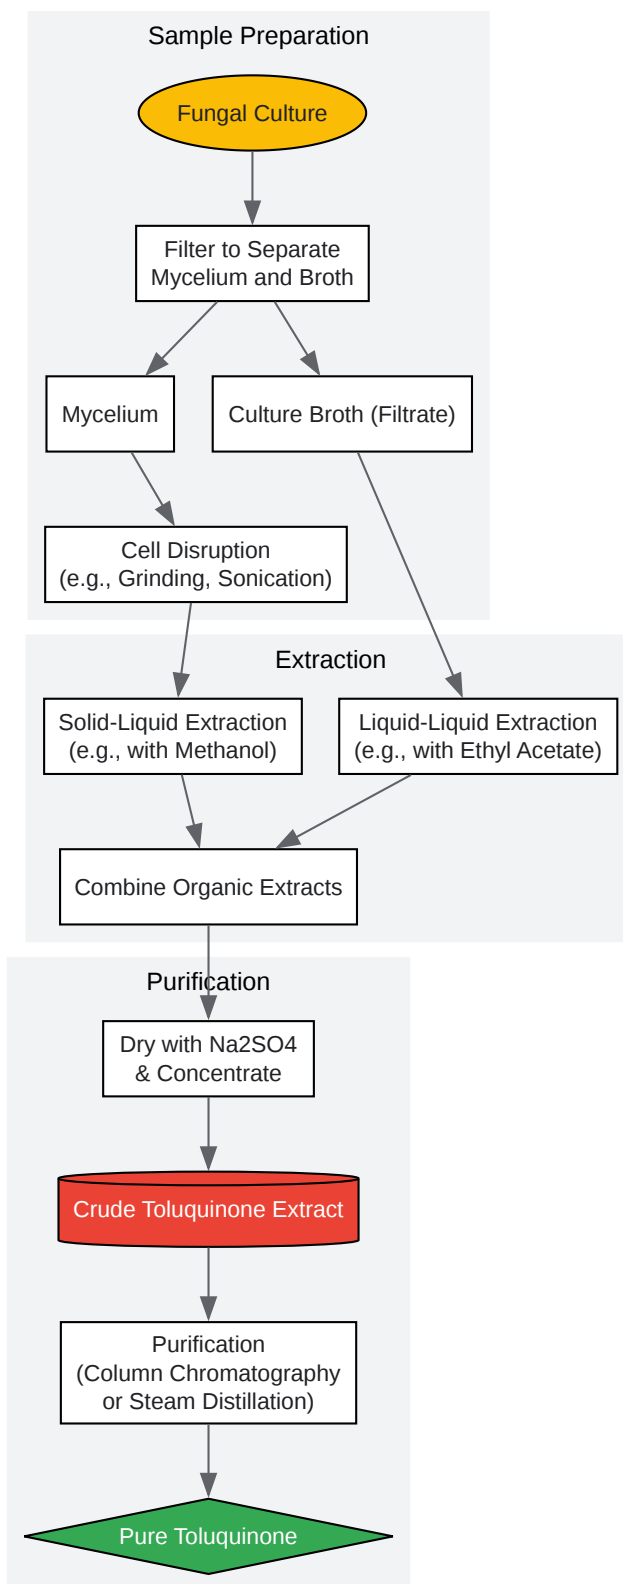 Sample Preparation
Fungal Culture
Filter to Separate
Mycelium and Broth
Mycelium
Culture Broth (Filtrate)
Cell Disruption
(e.g., Grinding, Sonication)
Extraction
Solid-Liquid Extraction
(e.g., with Methanol)
Liquid-Liquid Extraction
(e.g., with Ethyl Acetate)
Combine Organic Extracts
Purification
Dry with Na2SO4
& Concentrate
Crude Toluquinone Extract
Purification
(Column Chromatography
or Steam Distillation)
Pure Toluquinone